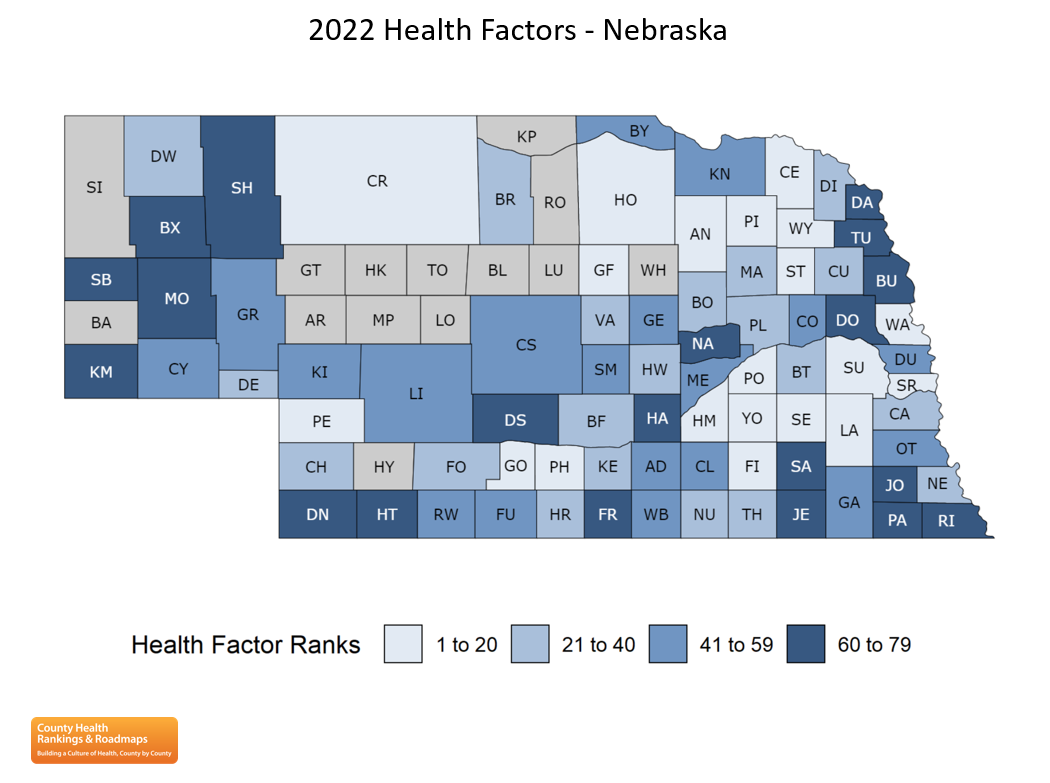 2022 Health Factors - Nebraska
KP
BY
DW
SI
SH
CR
BR
RO
HO
KN
CE
DI
DA
BX
AN
PI
WY
TU
SB
MO
GT
HK
TO
BL
LU
GF
WH
MA
ST
CU
BU
BA
GR
AR
MP
LO
CS
VA
GE
BO
PL
CO
DO
WA
KM
CY
DE
KI
LI
SM
HW
NA
ME
PO
BT
SU
DU
SR
PE
DS
BF
HA
HM
YO
SE
LA
CA
CH
HY
FO
GO
PH
KE
AD
CL
FI
SA
OT
DN
HT
RW
FU
HR
FR
WB
NU
TH
JE
GA
JO
NE
PA
RI
Health Factor Ranks 1 to 20 21 to 40 41 to 59 60 to 79
County Health
Rankings & Roadmaps
Building a Culture of Health, County by County